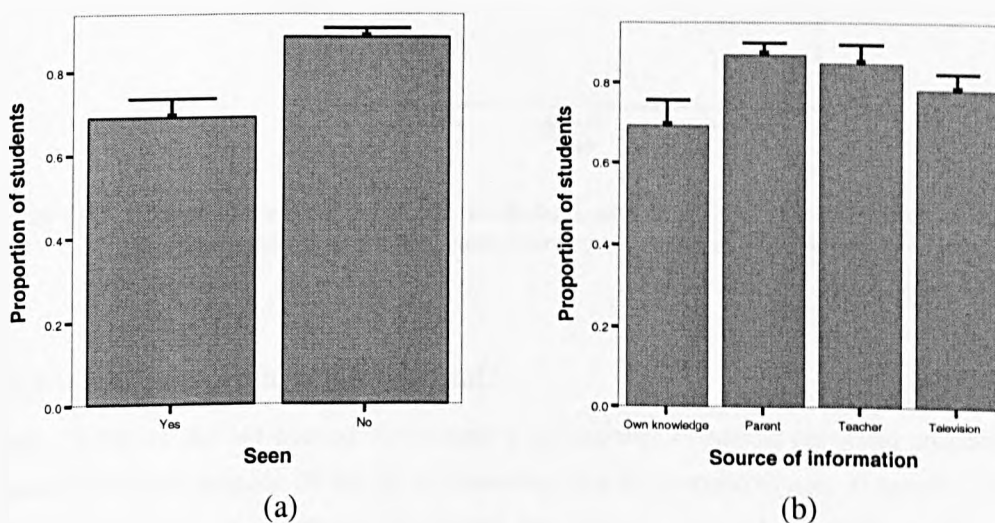 Proportion of students
0.8
0.6
0.4
0.2
0.0
Yes
No
Seen
(a)
Proportion of students
0.8
0.6
0.4
0.2
0.0
Own knowledge
Parent
Teacher
Television
Source of information
(b)